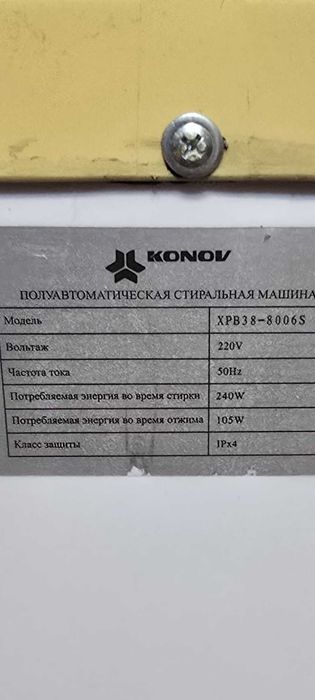 KONOV
ПОЛУАВТОМАТИЧЕСКАЯ СТИРАЛЬНАЯ МАШИНА
Модель XPB38-8006S
Вольтаж 220V
Частота тока 50Hz
Потребляемая энергия во время стирки 240W
Потребляемая энергия во время отжима 105W
Класс защиты IPx4